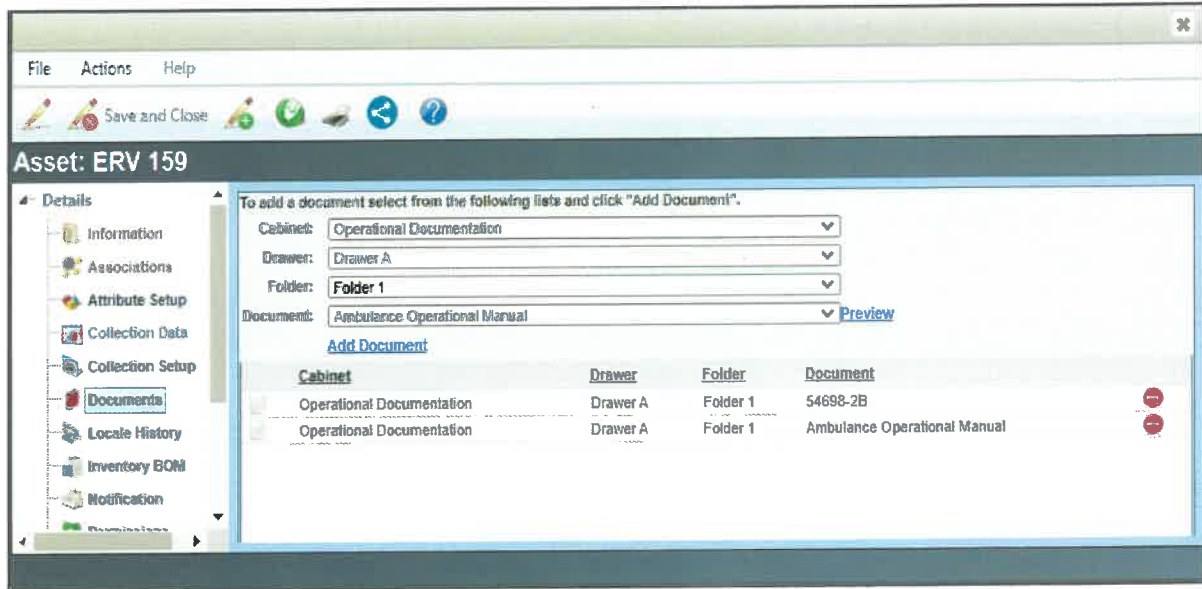 File Actions Help
Save and Close
Asset: ERV 159
Details
Information
Associations
Attribute Setup
Collection Data
Collection Setup
Documents
Locale History
Inventory BOM
Notification
Permissions
To add a document select from the following lists and click "Add Document".
Cabinet: Operational Documentation
Drawer: Drawer A
Folder: Folder 1
Document: Ambulance Operational Manual Preview
Add Document
Cabinet Drawer Folder Document
Operational Documentation Drawer A Folder 1 54698-2B
Operational Documentation Drawer A Folder 1 Ambulance Operational Manual